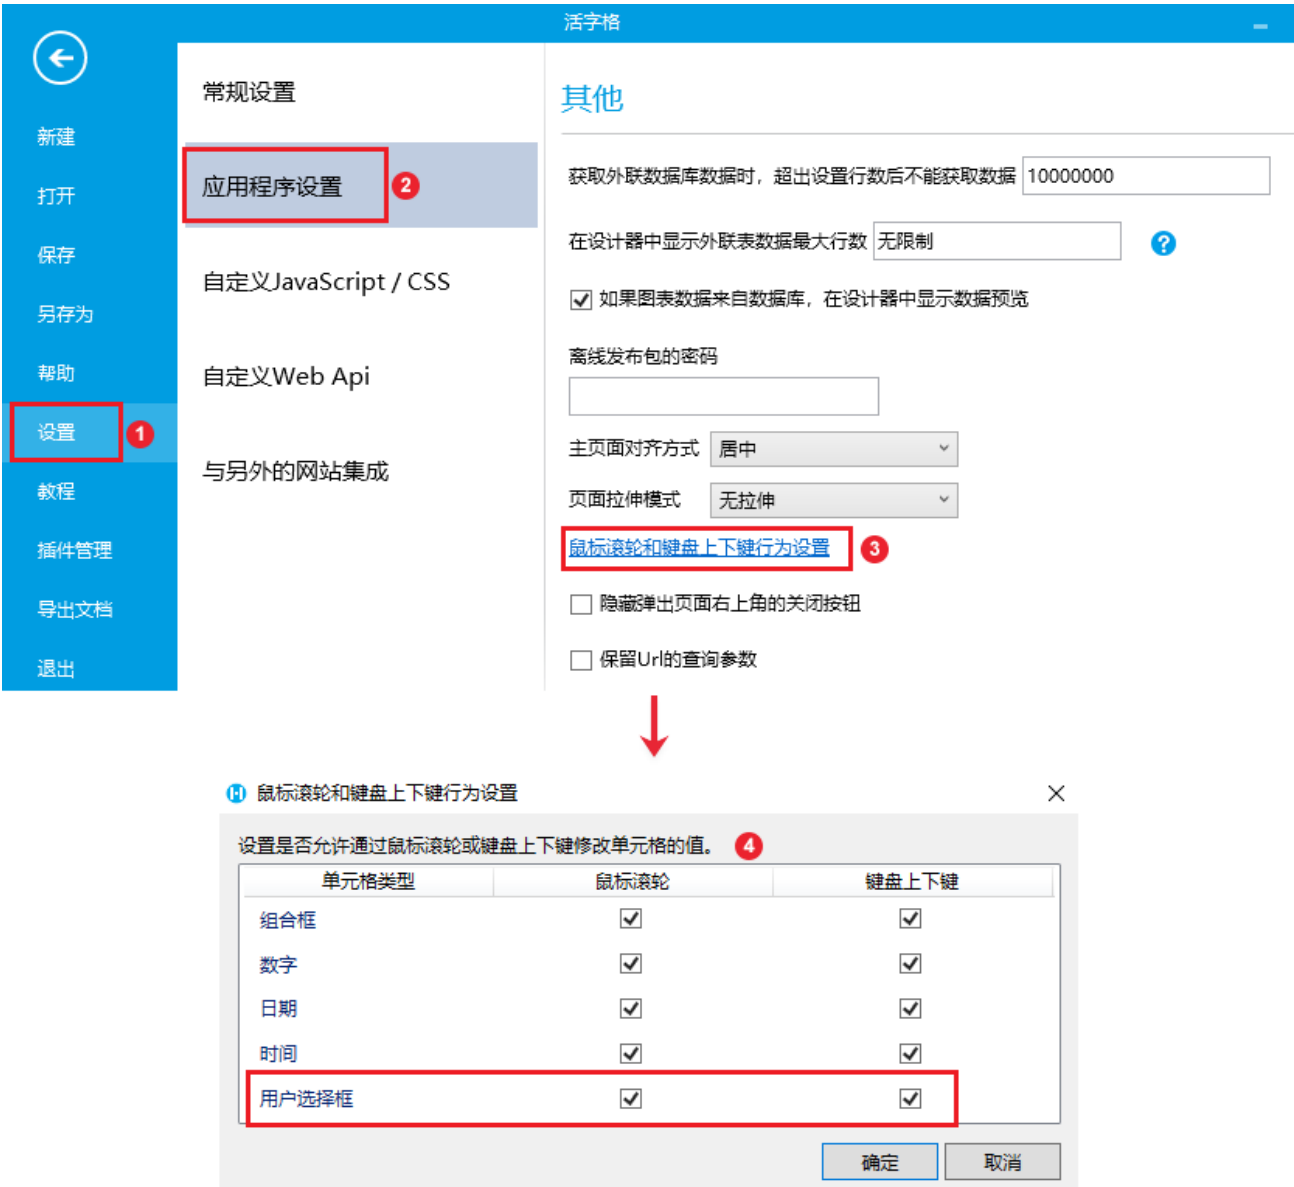 活字格
新建
打开
保存
另存为
帮助
设置 1
教程
插件管理
导出文档
退出
常规设置
应用程序设置 2
自定义JavaScript / CSS
自定义Web Api
与另外的网站集成
其他
获取外联数据库数据时，超出设置行数后不能获取数据 10000000
在设计器中显示外联表数据最大行数 无限制 ?
如果图表数据来自数据库，在设计器中显示数据预览
离线发布包的密码
主页面对齐方式 居中
页面拉伸模式 无拉伸
鼠标滚轮和键盘上下键行为设置 3
隐藏弹出页面右上角的关闭按钮
保留Url的查询参数
鼠标滚轮和键盘上下键行为设置
设置是否允许通过鼠标滚轮或键盘上下键修改单元格的值。 4
单元格类型 鼠标滚轮 键盘上下键
组合框
数字
日期
时间
用户选择框
确定 取消